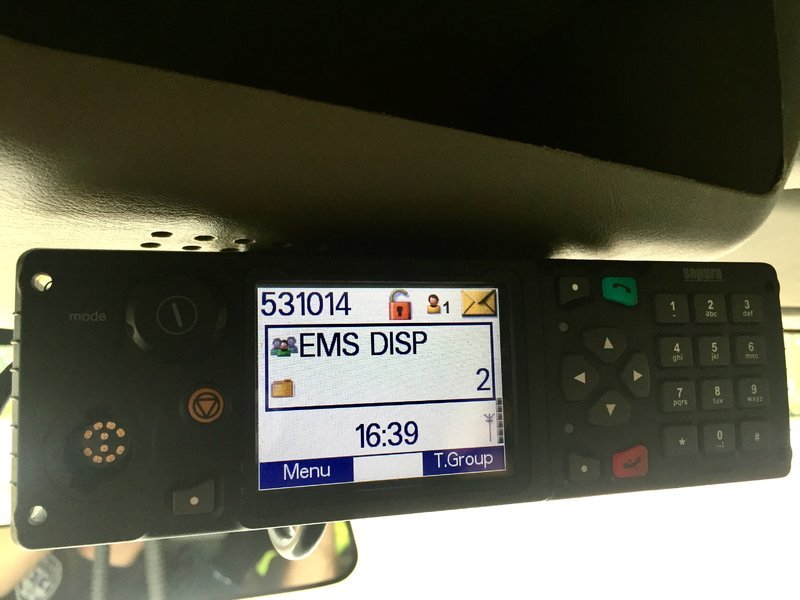 sepura
mode
531014
1
EMS DISP
2
16:39
Menu
T.Group
1
2
abc
3
def
4
ghi
5
jkl
6
mno
7
pqrs
8
tuv
9
wxyz
*
0
#